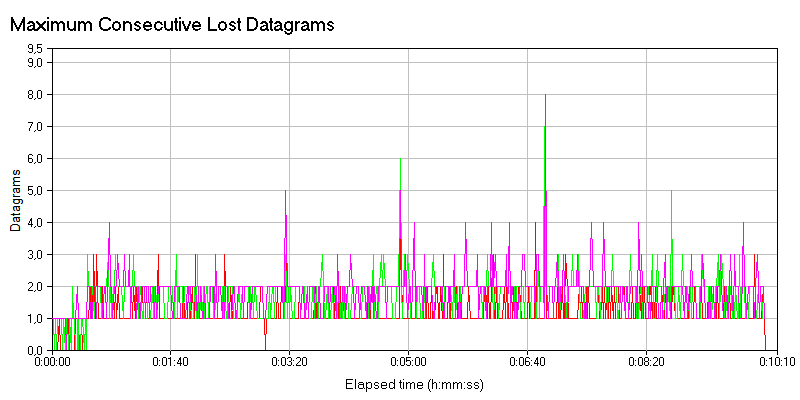 Maximum Consecutive Lost Datagrams
9,5
9,0
8,0
7,0
6,0
5,0
4,0
3,0
2,0
1,0
0,0
Datagrams
0:00:00 0:01:40 0:03:20 0:05:00 0:06:40 0:08:20 0:10:10
Elapsed time (h:mm:ss)